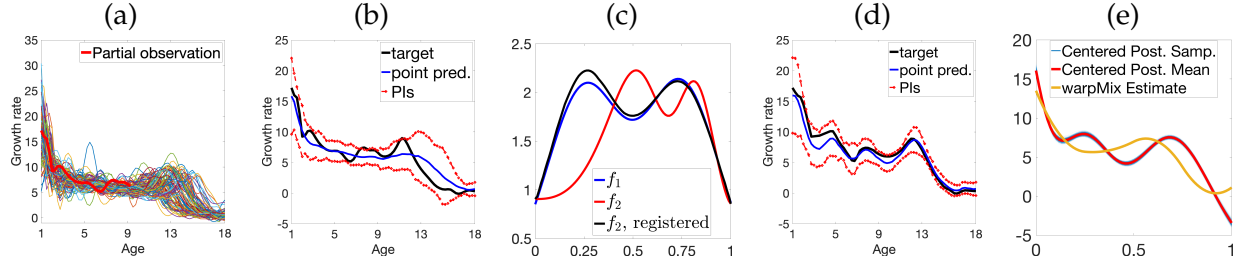 (a)
35
30
25
20
15
10
5
0
Growth rate
1
5
9
13
18
Age
Partial observation
(b)
25
20
15
10
5
0
-5
Growth rate
1
5
9
13
18
Age
target
point pred.
PIs
(c)
2.5
2
1.5
1
0.5
0
0.25
0.5
0.75
1
f₁
f₂
f₂, registered
(d)
25
20
15
10
5
0
-5
Growth rate
1
5
9
13
18
Age
target
point pred.
PIs
(e)
20
15
10
5
0
-5
0
0.5
1
Centered Post. Samp.
Centered Post. Mean
warpMix Estimate